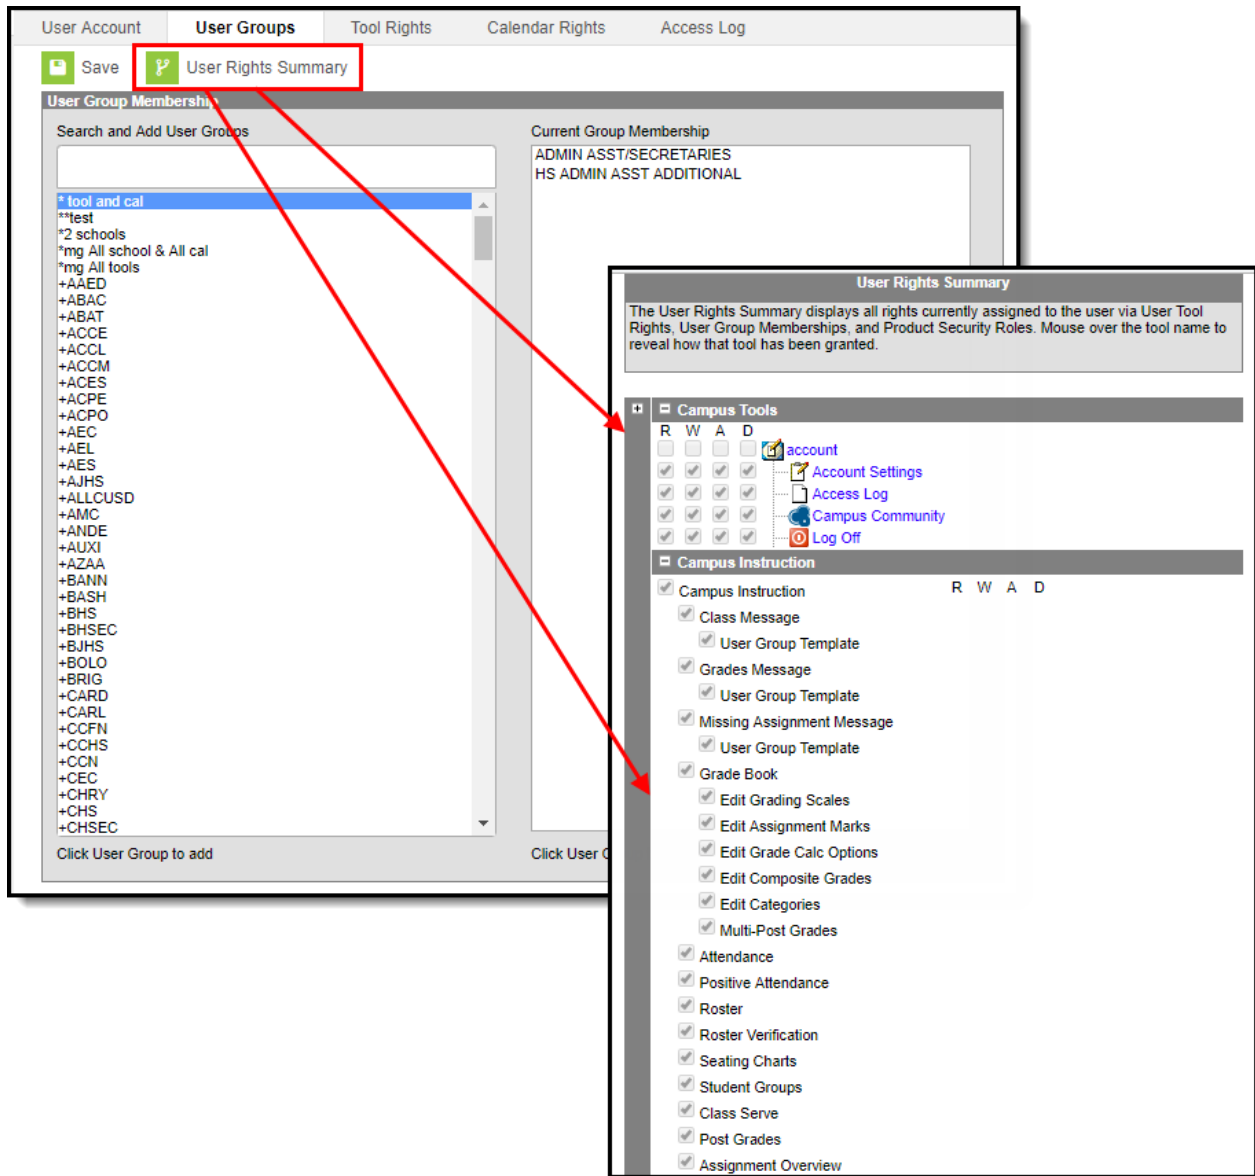 User Account User Groups Tool Rights Calendar Rights Access Log
Save User Rights Summary
User Group Membership
Search and Add User Groups
* tool and cal
**test
*2 schools
*mg All school & All cal
*mg All tools
+AAED
+ABAC
+ABAT
+ACCE
+ACCL
+ACCM
+ACES
+ACPE
+ACPO
+AEC
+AEL
+AES
+AJHS
+ALLCUSD
+AMC
+ANDE
+AUXI
+AZAA
+BANN
+BASH
+BHS
+BHSEC
+BJHS
+BOLO
+BRIG
+CARD
+CARL
+CCFN
+CCHS
+CCN
+CEC
+CHRY
+CHS
+CHSEC
Click User Group to add
Current Group Membership
ADMIN ASST/SECRETARIES
HS ADMIN ASST ADDITIONAL
Click User
User Rights Summary
The User Rights Summary displays all rights currently assigned to the user via User Tool
Rights, User Group Memberships, and Product Security Roles. Mouse over the tool name to
reveal how that tool has been granted.
Campus Tools
R W A D
account
Account Settings
Access Log
Campus Community
Log Off
Campus Instruction
Campus Instruction R W A D
Class Message
User Group Template
Grades Message
User Group Template
Missing Assignment Message
User Group Template
Grade Book
Edit Grading Scales
Edit Assignment Marks
Edit Grade Calc Options
Edit Composite Grades
Edit Categories
Multi-Post Grades
Attendance
Positive Attendance
Roster
Roster Verification
Seating Charts
Student Groups
Class Serve
Post Grades
Assignment Overview